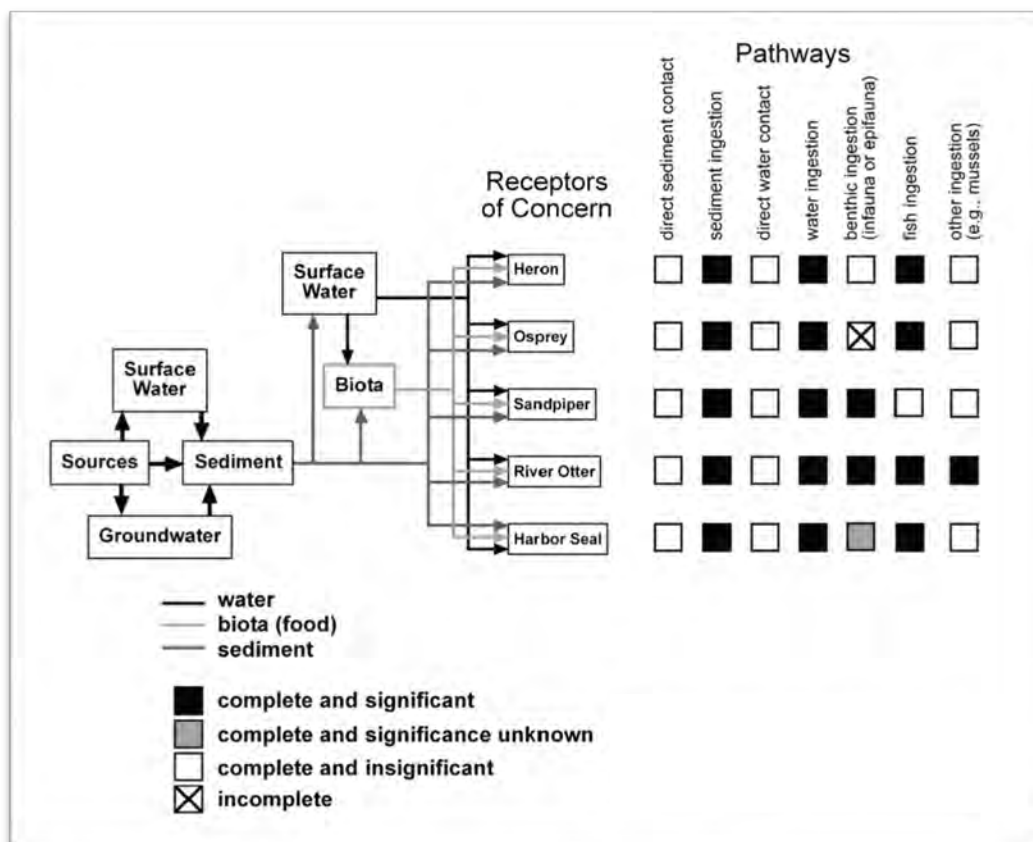 Pathways
direct sediment contact
sediment ingestion
direct water contact
water ingestion
benthic ingestion
(infauna or epifauna)
fish ingestion
other ingestion
(e.g., mussels)
Receptors
of Concern
Surface
Water
Heron
Osprey
Biota
Surface
Water
Sandpiper
Sources
Sediment
River Otter
Groundwater
Harbor Seal
water
biota (food)
sediment
complete and significant
complete and significance unknown
complete and insignificant
incomplete